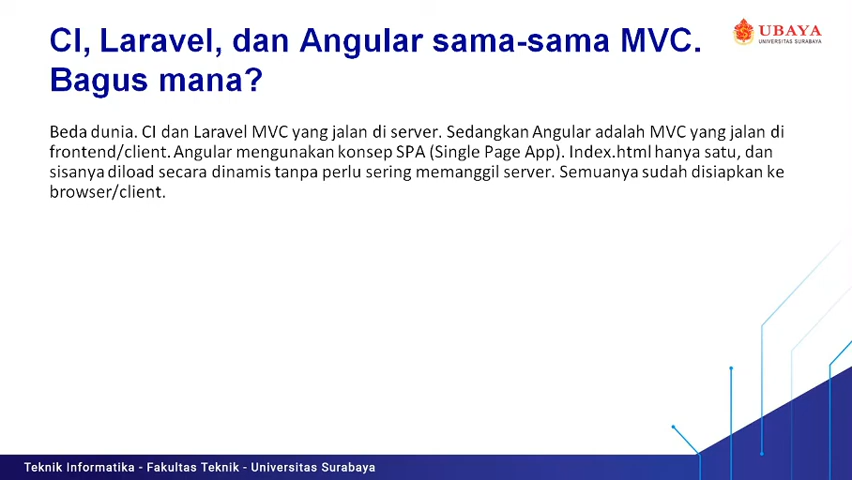 CI, Laravel, dan Angular sama-sama MVC.
Bagus mana?
UBAYA
UNIVERSITAS SURABAYA
Beda dunia. CI dan Laravel MVC yang jalan di server. Sedangkan Angular adalah MVC yang jalan di
frontend/client. Angular mengunakan konsep SPA (Single Page App). Index.html hanya satu, dan
sisanya diload secara dinamis tanpa perlu sering memanggil server. Semuanya sudah disiapkan ke
browser/client.
Teknik Informatika - Fakultas Teknik - Universitas Surabaya